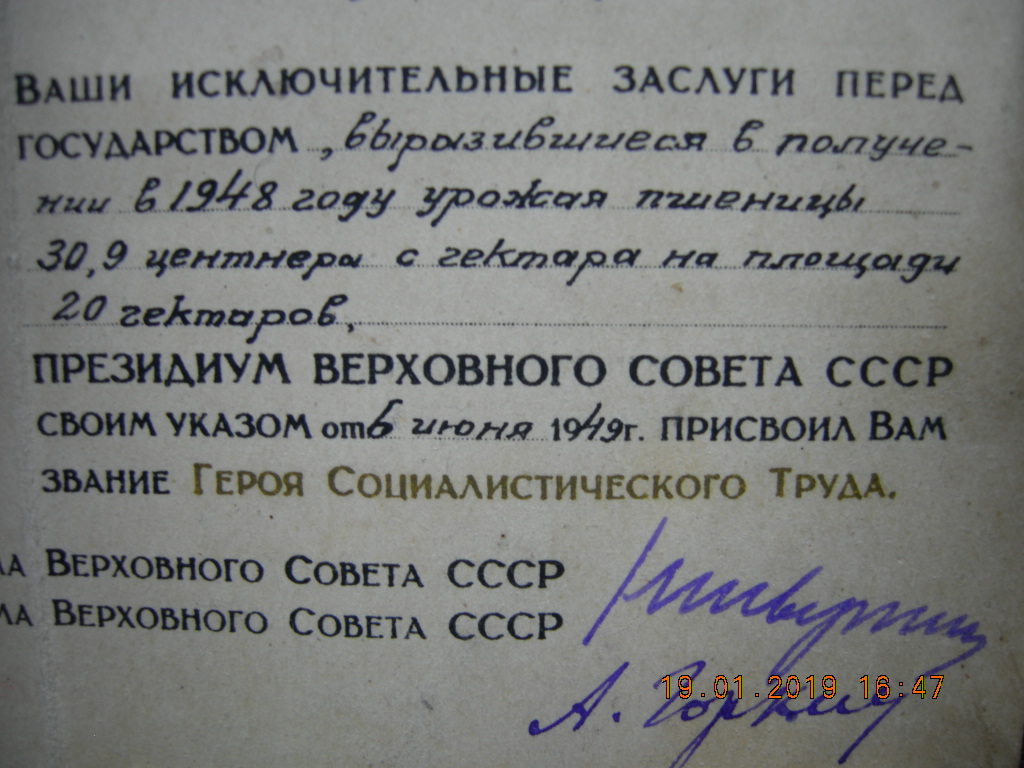 Ваши исключительные заслуги перед
государством, выразившиеся в получе-
нии в 1948 году урожая пшеницы
30,9 центнера с гектара на площади
20 гектаров,
ПРЕЗИДИУМ ВЕРХОВНОГО СОВЕТА СССР
своим указом от 6 июня 1949г. присвоил Вам
звание Героя Социалистического Труда.
ла Верховного Совета СССР
ла Верховного Совета СССР
А. Горкин
19.01.2019 16:47